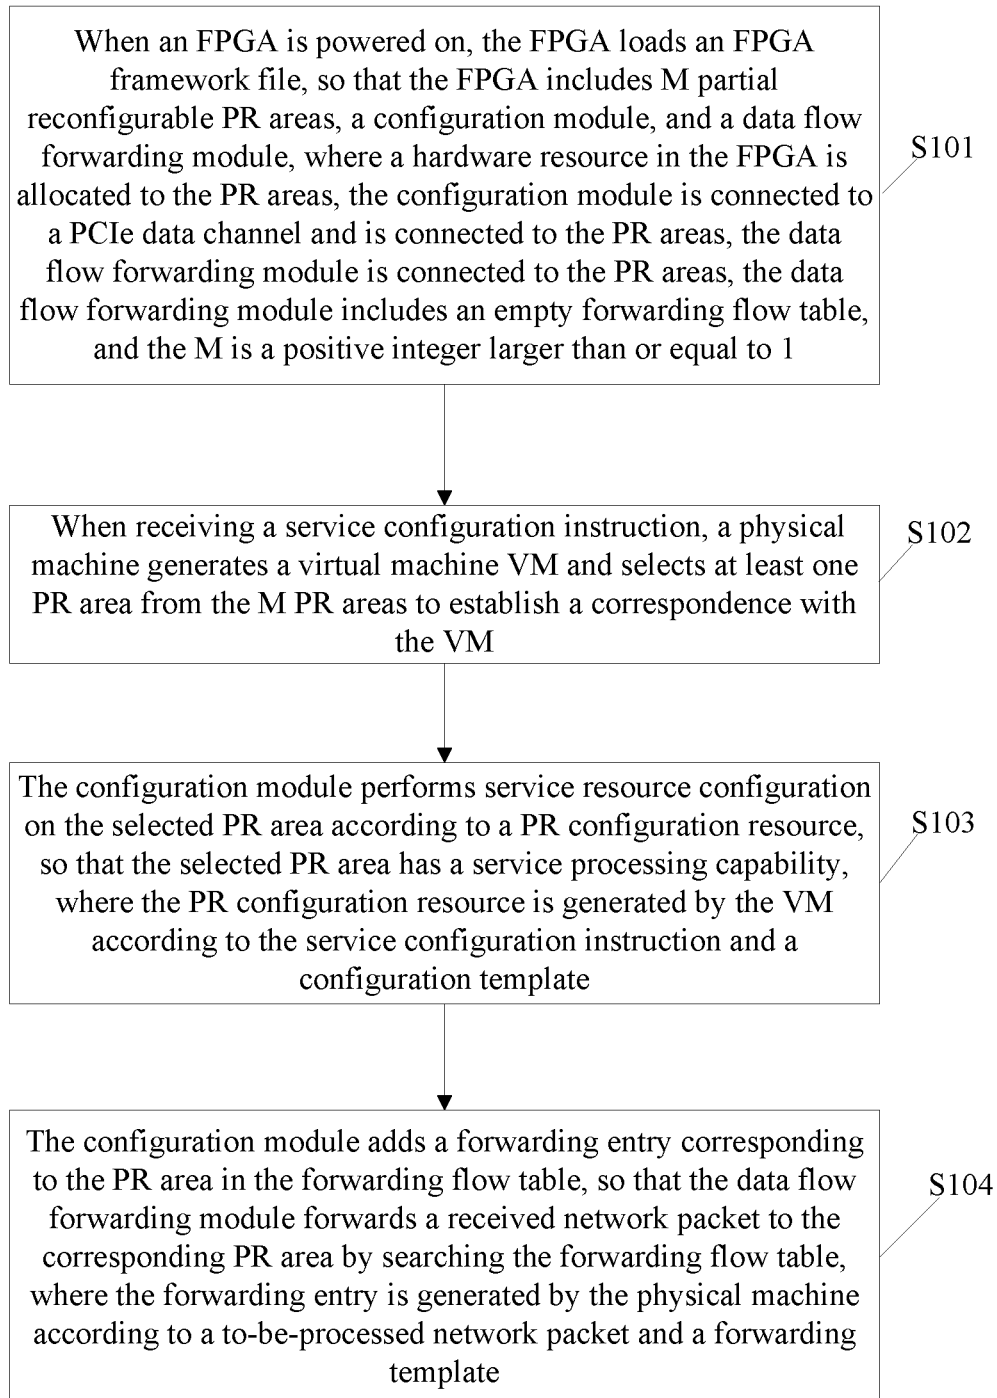 When an FPGA is powered on, the FPGA loads an FPGA
framework file, so that the FPGA includes M partial
reconfigurable PR areas, a configuration module, and a data flow
forwarding module, where a hardware resource in the FPGA is
allocated to the PR areas, the configuration module is connected to
a PCIe data channel and is connected to the PR areas, the data
flow forwarding module is connected to the PR areas, the data
flow forwarding module includes an empty forwarding flow table,
and the M is a positive integer larger than or equal to 1
S101
When receiving a service configuration instruction, a physical
machine generates a virtual machine VM and selects at least one
PR area from the M PR areas to establish a correspondence with
the VM
S102
The configuration module performs service resource configuration
on the selected PR area according to a PR configuration resource,
so that the selected PR area has a service processing capability,
where the PR configuration resource is generated by the VM
according to the service configuration instruction and a
configuration template
S103
The configuration module adds a forwarding entry corresponding
to the PR area in the forwarding flow table, so that the data flow
forwarding module forwards a received network packet to the
corresponding PR area by searching the forwarding flow table,
where the forwarding entry is generated by the physical machine
according to a to-be-processed network packet and a forwarding
template
S104